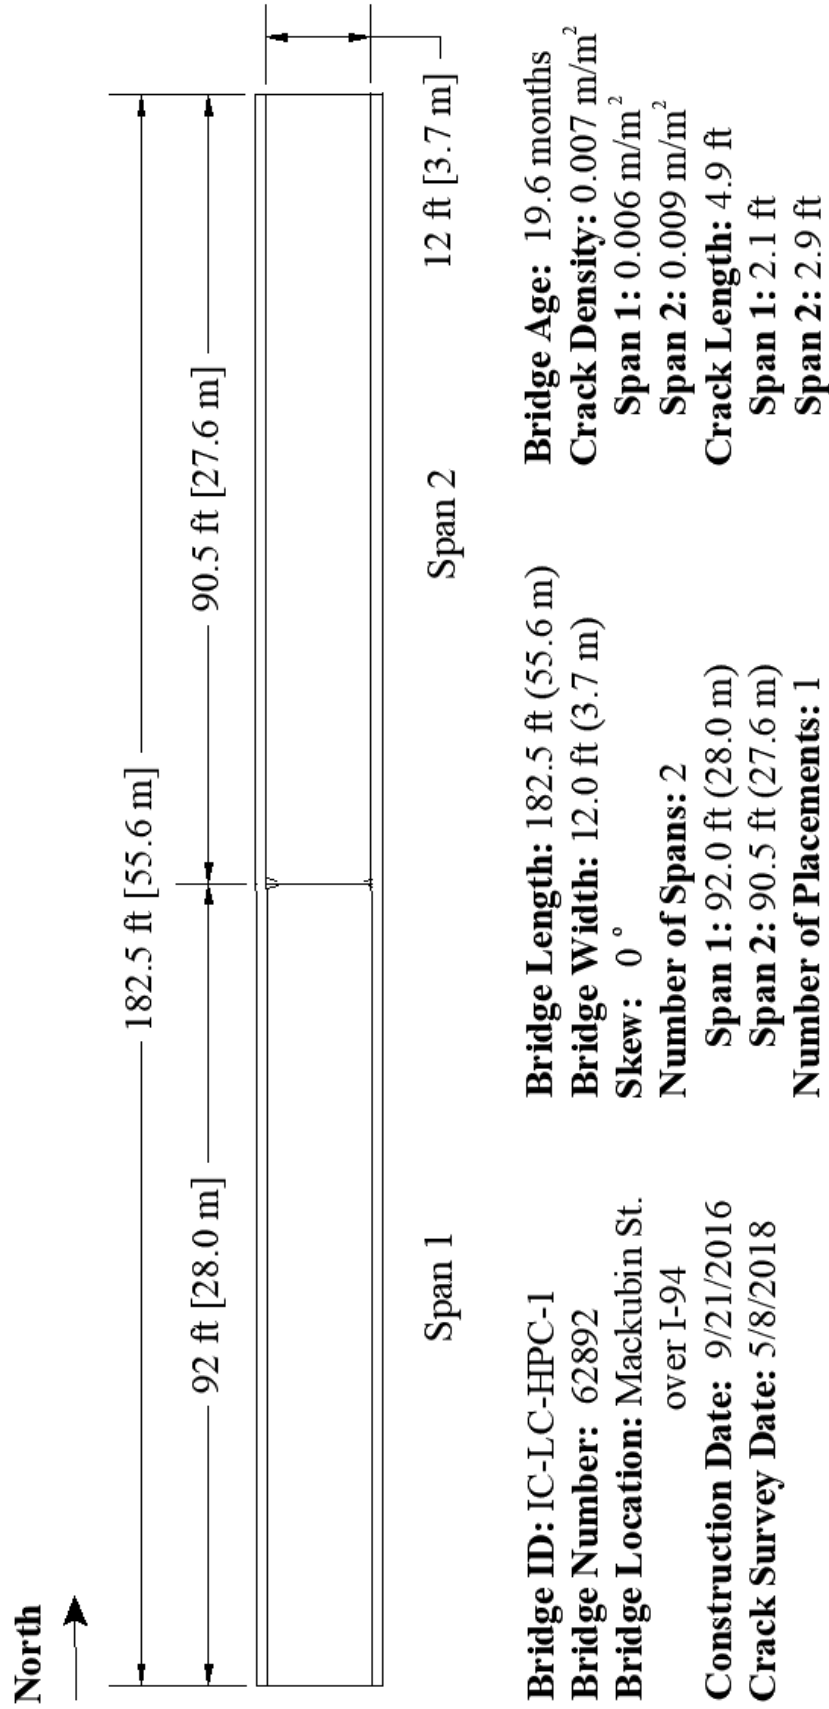 North
182.5 ft [55.6 m]
92 ft [28.0 m]
90.5 ft [27.6 m]
12 ft [3.7 m]
Span 1
Span 2
Bridge ID: IC-LC-HPC-1
Bridge Number: 62892
Bridge Location: Mackubin St.
over I-94
Construction Date: 9/21/2016
Crack Survey Date: 5/8/2018
Bridge Length: 182.5 ft (55.6 m)
Bridge Width: 12.0 ft (3.7 m)
Skew: 0°
Number of Spans: 2
Span 1: 92.0 ft (28.0 m)
Span 2: 90.5 ft (27.6 m)
Number of Placements: 1
Bridge Age: 19.6 months
Crack Density: 0.007 m/m²
Span 1: 0.006 m/m²
Span 2: 0.009 m/m²
Crack Length: 4.9 ft
Span 1: 2.1 ft
Span 2: 2.9 ft